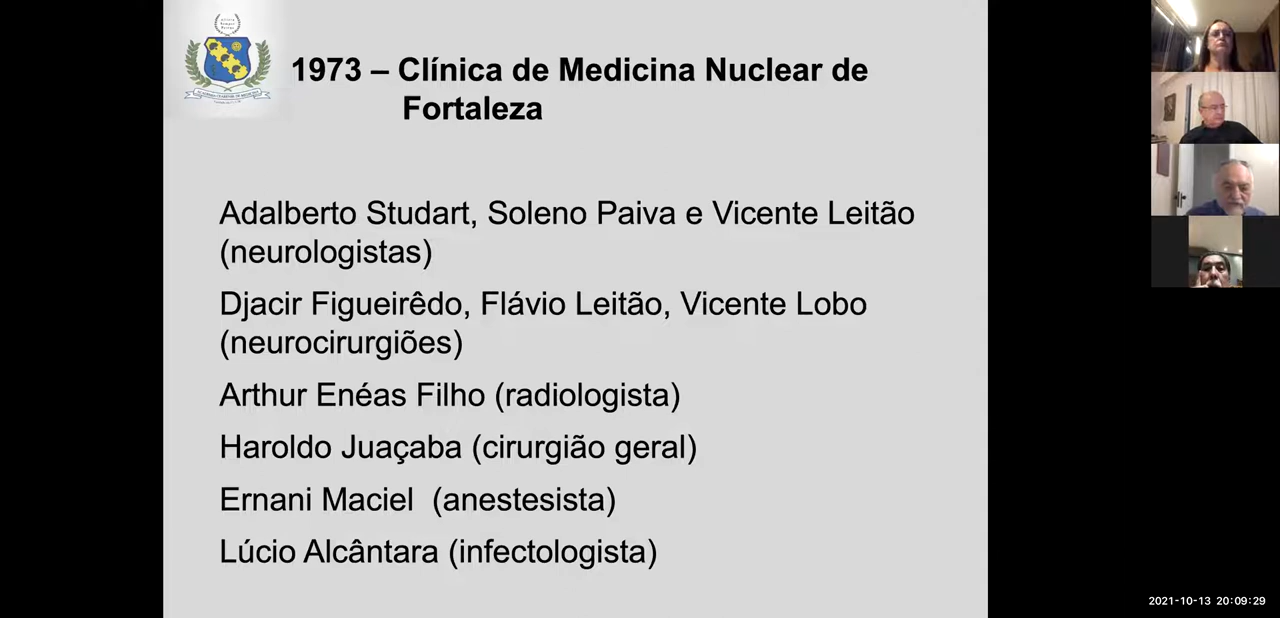 1973 – Clínica de Medicina Nuclear de
Fortaleza
Adalberto Studart, Soleno Paiva e Vicente Leitão
(neurologistas)
Djacir Figueirêdo, Flávio Leitão, Vicente Lobo
(neurocirurgiões)
Arthur Enéas Filho (radiologista)
Haroldo Juaçaba (cirurgião geral)
Ernani Maciel (anestesista)
Lúcio Alcântara (infectologista)
2021-10-13 20:09:29